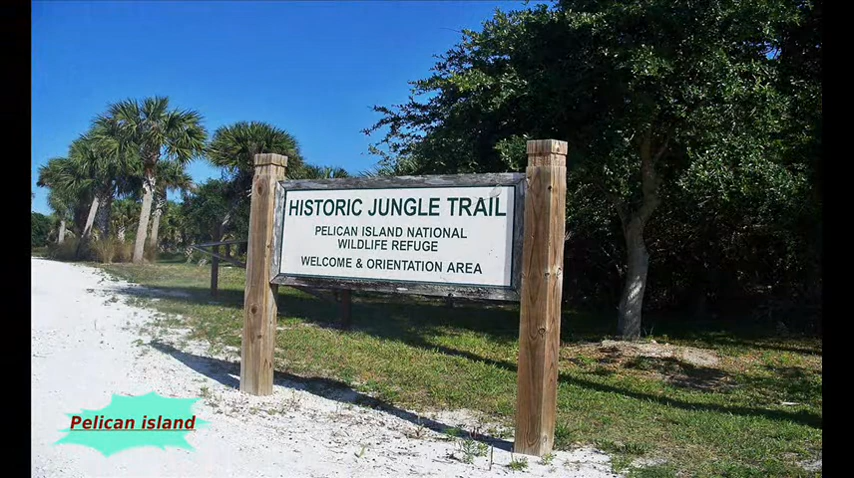 HISTORIC JUNGLE TRAIL
PELICAN ISLAND NATIONAL
WILDLIFE REFUGE
WELCOME & ORIENTATION AREA
Pelican island